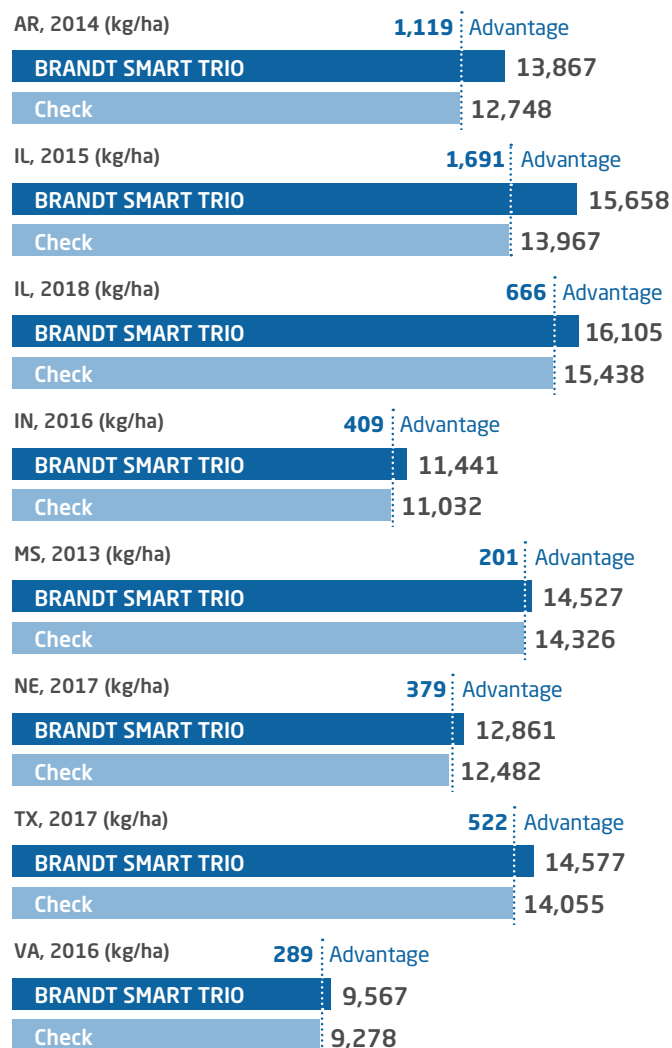 AR, 2014 (kg/ha) 1,119 Advantage
BRANDT SMART TRIO 13,867
Check 12,748
IL, 2015 (kg/ha) 1,691 Advantage
BRANDT SMART TRIO 15,658
Check 13,967
IL, 2018 (kg/ha) 666 Advantage
BRANDT SMART TRIO 16,105
Check 15,438
IN, 2016 (kg/ha) 409 Advantage
BRANDT SMART TRIO 11,441
Check 11,032
MS, 2013 (kg/ha) 201 Advantage
BRANDT SMART TRIO 14,527
Check 14,326
NE, 2017 (kg/ha) 379 Advantage
BRANDT SMART TRIO 12,861
Check 12,482
TX, 2017 (kg/ha) 522 Advantage
BRANDT SMART TRIO 14,577
Check 14,055
VA, 2016 (kg/ha) 289 Advantage
BRANDT SMART TRIO 9,567
Check 9,278